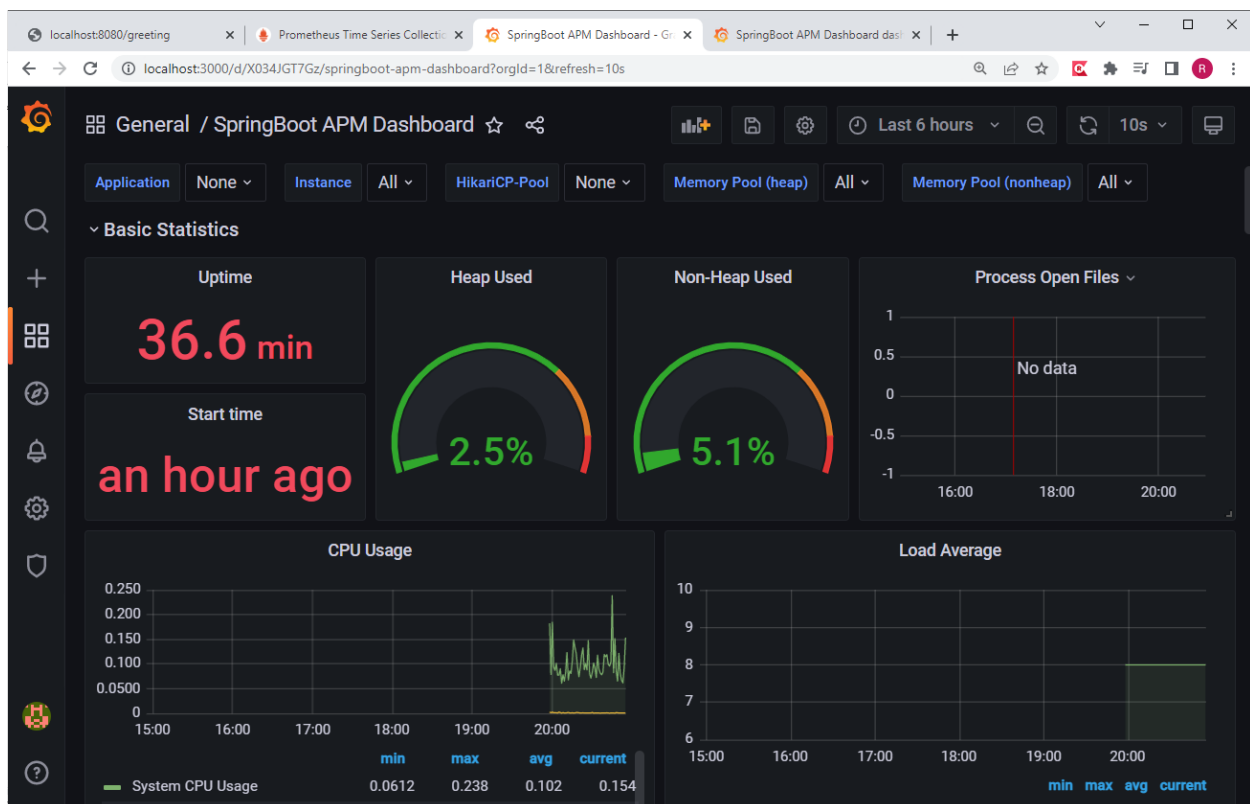 localhost:8080/greeting
Prometheus Time Series Collectio
SpringBoot APM Dashboard - Gr
SpringBoot APM Dashboard dash
localhost:3000/d/X034JGT7Gz/springboot-apm-dashboard?orgId=1&refresh=10s
R
General / SpringBoot APM Dashboard
Last 6 hours
10s
Application None Instance All HikariCP-Pool None Memory Pool (heap) All Memory Pool (nonheap) All
Basic Statistics
Uptime
36.6 min
Start time
an hour ago
Heap Used
2.5%
Non-Heap Used
5.1%
Process Open Files
1
0.5
0
-0.5
-1
No data
16:00 18:00 20:00
CPU Usage
0.250
0.200
0.150
0.100
0.0500
0
15:00 16:00 17:00 18:00 19:00 20:00
min max avg current
System CPU Usage 0.0612 0.238 0.102 0.154
Load Average
10
9
8
7
6
15:00 16:00 17:00 18:00 19:00 20:00
min max avg current